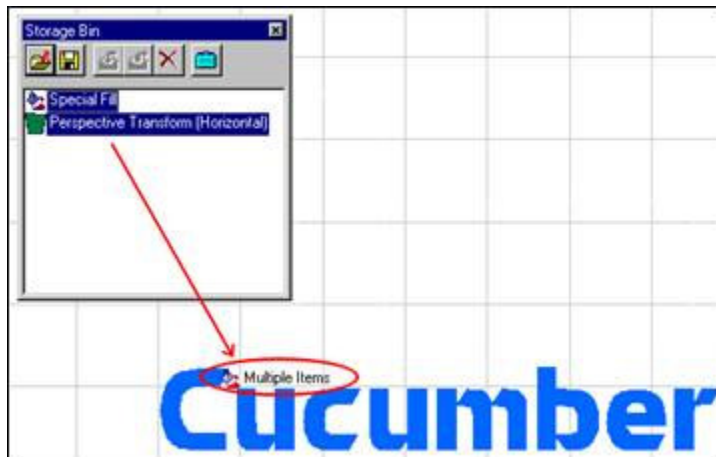 Storage Bin
Special Fill
Perspective Transform (Horizontal)
Multiple Items
Cucumber